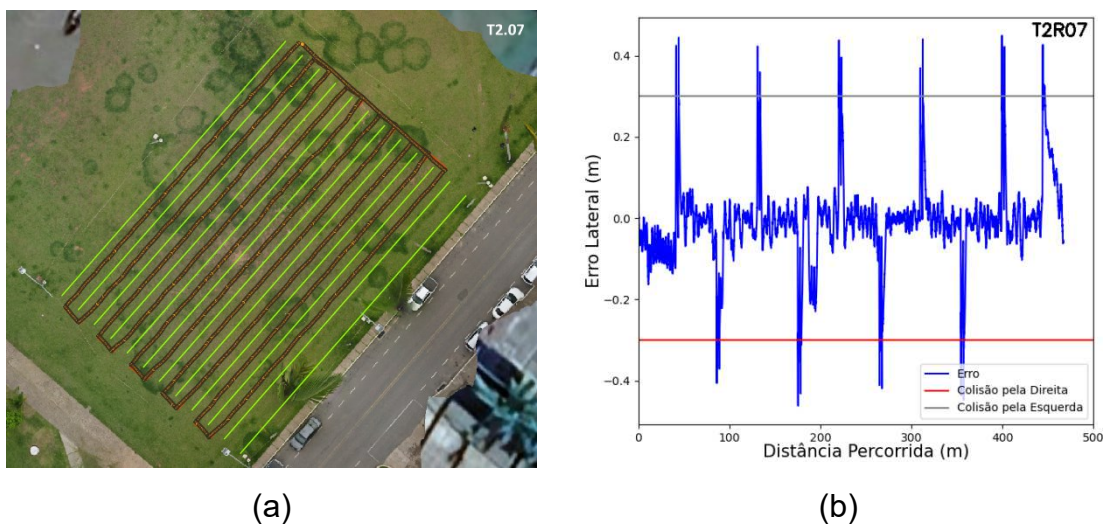 T2.07
T2R07
Erro Lateral (m)
0.4
0.2
0.0
−0.2
−0.4
Erro
Colisão pela Direita
Colisão pela Esquerda
0 100 200 300 400 500
Distância Percorrida (m)
(a) (b)